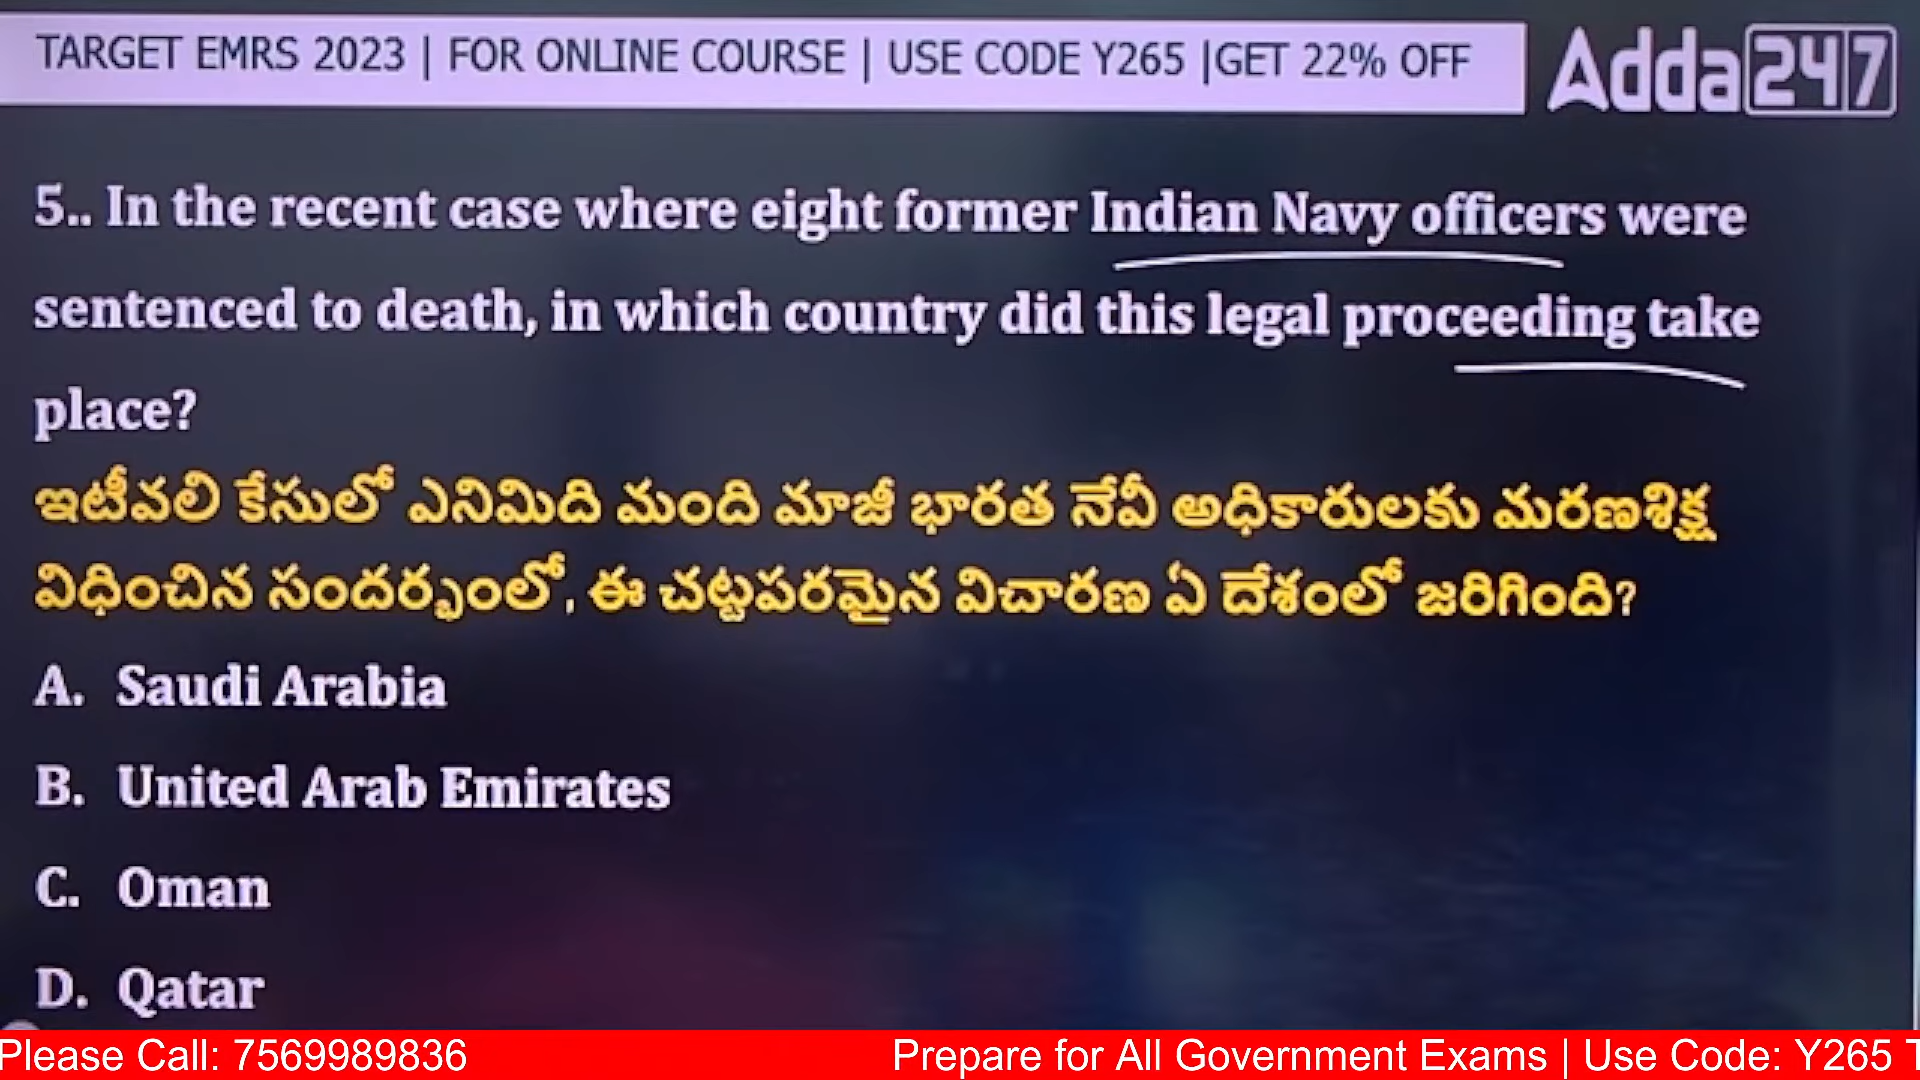 TARGET EMRS 2023 | FOR ONLINE COURSE | USE CODE Y265 |GET 22% OFF
Adda247
5.. In the recent case where eight former Indian Navy officers were
sentenced to death, in which country did this legal proceeding take
place?
ఇటీవలి కేసులో ఎనిమిది మంది మాజీ భారత నేవీ అధికారులకు మరణశిక్ష
విధించిన సందర్భంలో, ఈ చట్టపరమైన విచారణ ఏ దేశంలో జరిగింది?
A. Saudi Arabia
B. United Arab Emirates
C. Oman
D. Qatar
Please Call: 7569989836 Prepare for All Government Exams | Use Code: Y265 T